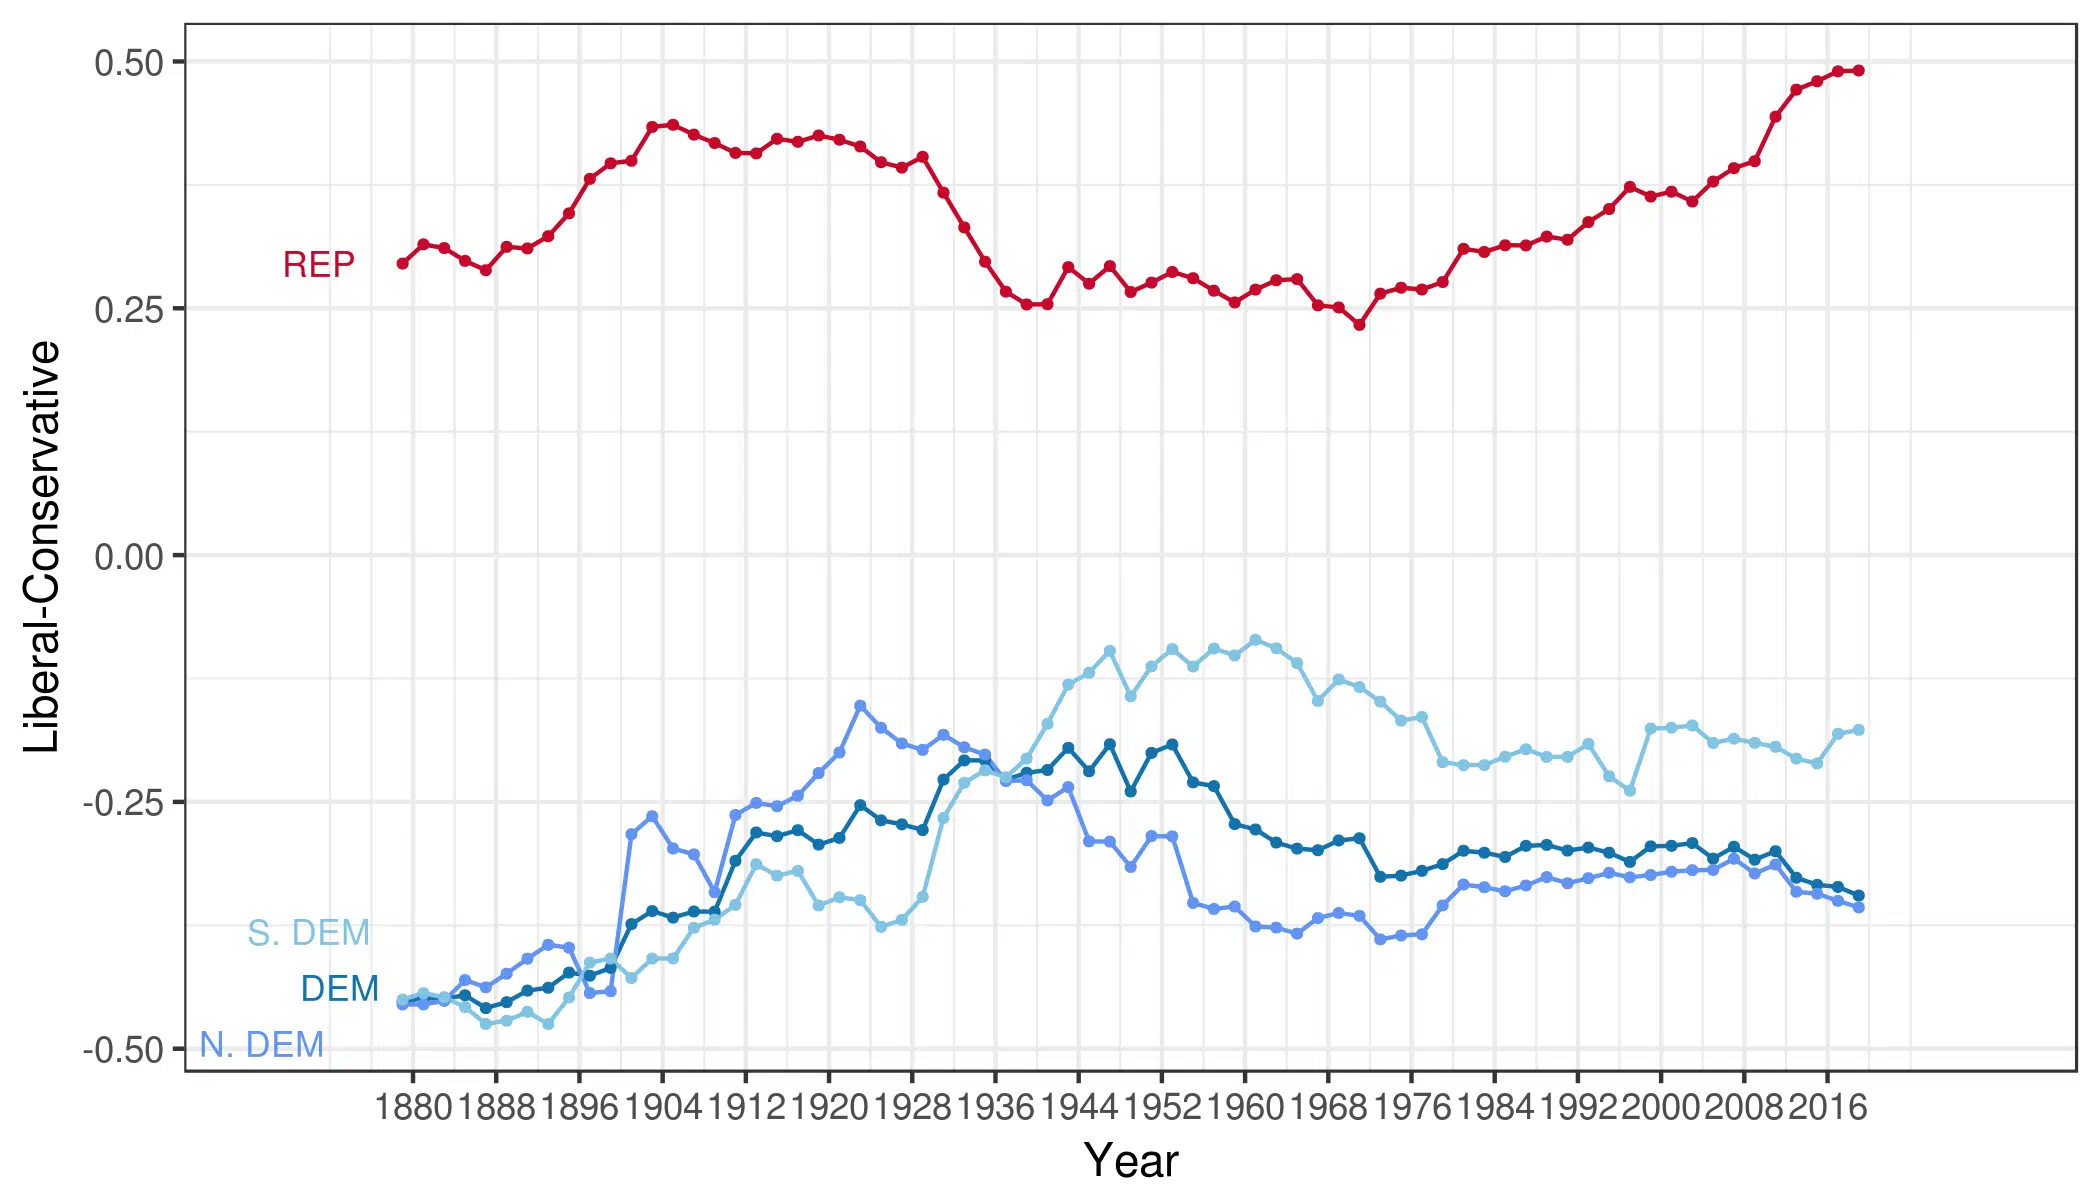 0.50
0.25
0.00
-0.25
-0.50
Liberal-Conservative
REP
S. DEM
DEM
N. DEM
1880 1888 1896 1904 1912 1920 1928 1936 1944 1952 1960 1968 1976 1984 1992 2000 2008 2016
Year